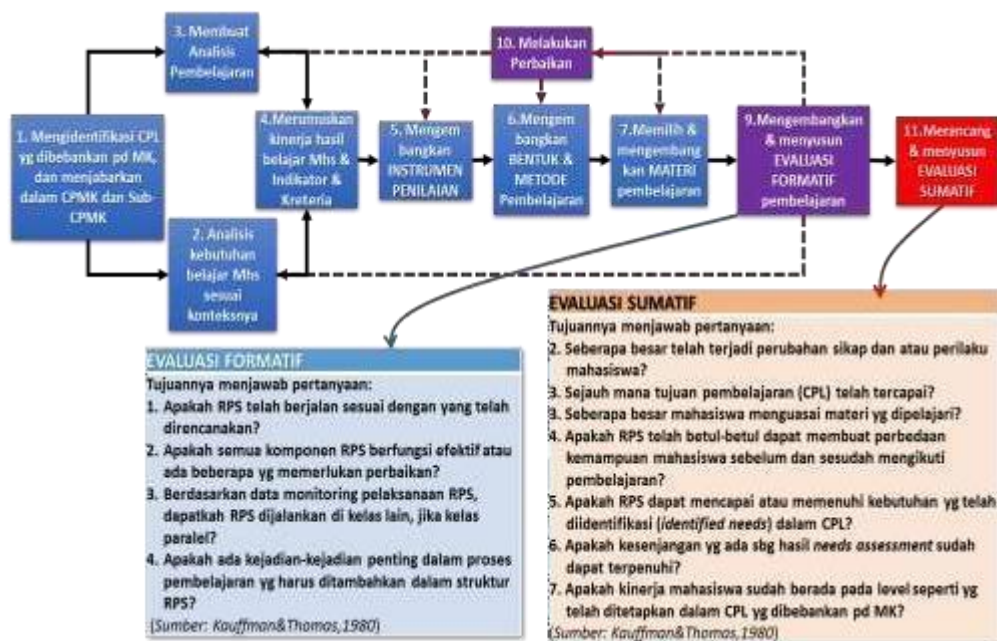 3. Membuat
Analisis
Pembelajaran
10. Melakukan
Perbaikan
1. Mengidentifikasi CPL
yg dibebankan pd MK,
dan menjabarkan
dalam CPMK dan Sub-
CPMK
4.Merumuskan
kinerja hasil
belajar Mhs &
Indikator &
Kreteria
5. Mengem
bangkan
INSTRUMEN
PENILAIAN
6.Mengem
bangkan
BENTUK &
METODE
Pembelajaran
7.Memilih &
mengembang
kan MATERI
pembelajaran
9.Mengembangkan
& menyusun
EVALUASI
FORMATIF
pembelajaran
11.Merancang
& menyusun
EVALUASI
SUMATIF
2. Analisis
kebutuhan
belajar Mhs
sesuai
konteksnya
EVALUASI FORMATIF
Tujuannya menjawab pertanyaan:
1. Apakah RPS telah berjalan sesuai dengan yang telah
direncanakan?
2. Apakah semua komponen RPS berfungsi efektif atau
ada beberapa yg memerlukan perbaikan?
3. Berdasarkan data monitoring pelaksanaan RPS,
dapatkah RPS dijalankan di kelas lain, jika kelas
paralel?
4. Apakah ada kejadian-kejadian penting dalam proses
pembelajaran yg harus ditambahkan dalam struktur
RPS?
(Sumber: Kauffman&Thomas,1980)
EVALUASI SUMATIF
Tujuannya menjawab pertanyaan:
2. Seberapa besar telah terjadi perubahan sikap dan atau perilaku
mahasiswa?
3. Sejauh mana tujuan pembelajaran (CPL) telah tercapai?
3. Seberapa besar mahasiswa menguasai materi yg dipelajari?
4. Apakah RPS telah betul-betul dapat membuat perbedaan
kemampuan mahasiswa sebelum dan sesudah mengikuti
pembelajaran?
5. Apakah RPS dapat mencapai atau memenuhi kebutuhan yg telah
diidentifikasi (identified needs) dalam CPL?
6. Apakah kesenjangan yg ada sbg hasil needs assessment sudah
dapat terpenuhi?
7. Apakah kinerja mahasiswa sudah berada pada level seperti yg
telah ditetapkan dalam CPL yg dibebankan pd MK?
(Sumber: Kauffman&Thomas,1980)